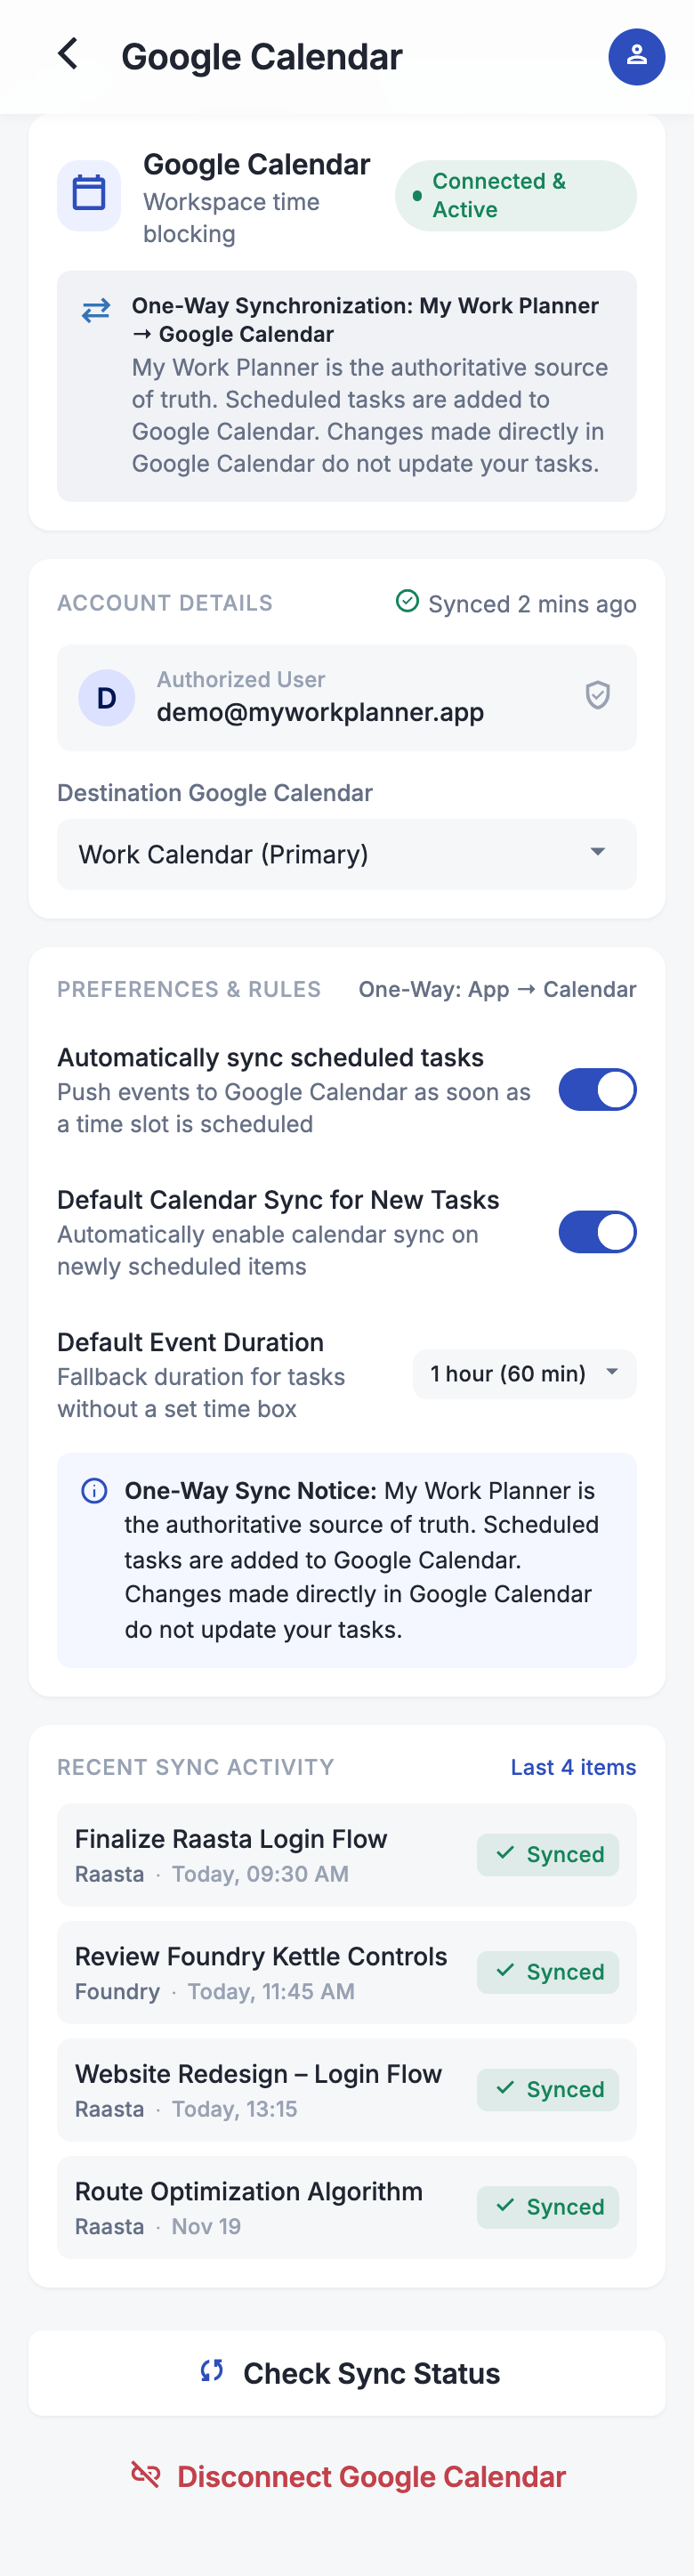 Google Calendar
Google Calendar
Workspace time
blocking
Connected &
Active
One-Way Synchronization: My Work Planner
→ Google Calendar
My Work Planner is the authoritative source
of truth. Scheduled tasks are added to
Google Calendar. Changes made directly in
Google Calendar do not update your tasks.
ACCOUNT DETAILS
Synced 2 mins ago
D
Authorized User
demo@myworkplanner.app
Destination Google Calendar
Work Calendar (Primary)
PREFERENCES & RULES
One-Way: App → Calendar
Automatically sync scheduled tasks
Push events to Google Calendar as soon as
a time slot is scheduled
Default Calendar Sync for New Tasks
Automatically enable calendar sync on
newly scheduled items
Default Event Duration
Fallback duration for tasks
without a set time box
1 hour (60 min)
One-Way Sync Notice: My Work Planner is
the authoritative source of truth. Scheduled
tasks are added to Google Calendar.
Changes made directly in Google Calendar
do not update your tasks.
RECENT SYNC ACTIVITY
Last 4 items
Finalize Raasta Login Flow
Raasta · Today, 09:30 AM
Synced
Review Foundry Kettle Controls
Foundry · Today, 11:45 AM
Synced
Website Redesign – Login Flow
Raasta · Today, 13:15
Synced
Route Optimization Algorithm
Raasta · Nov 19
Synced
Check Sync Status
Disconnect Google Calendar